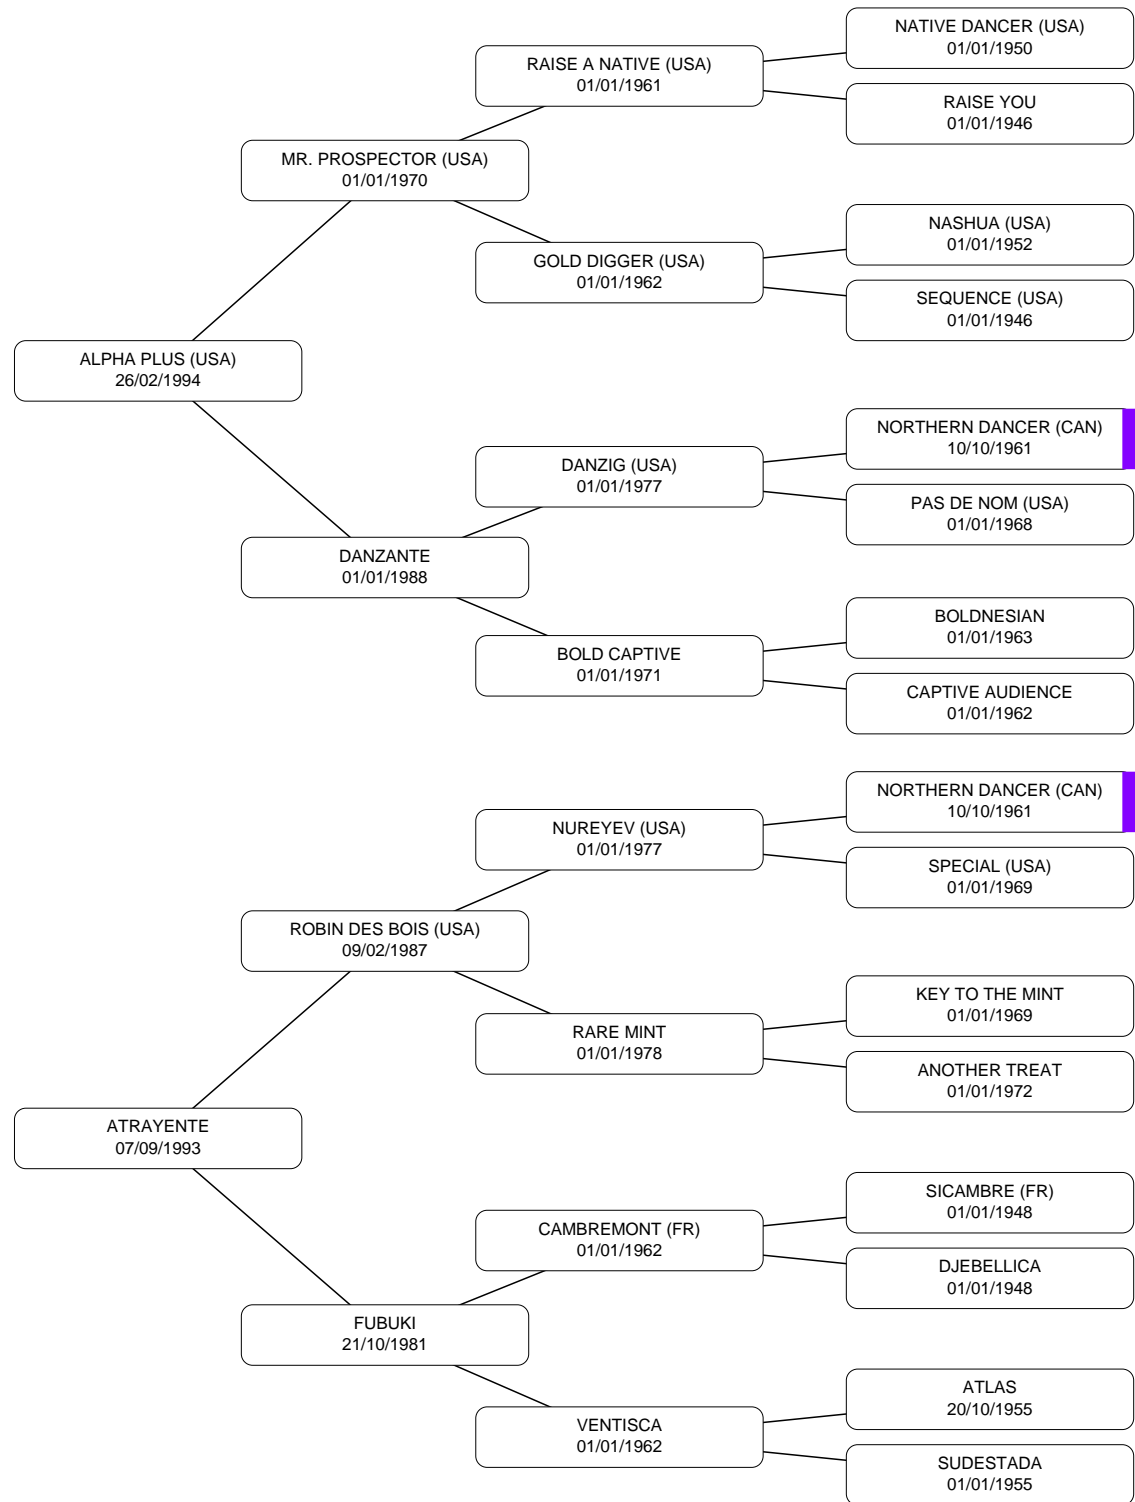 NATIVE DANCER (USA)
01/01/1950
RAISE A NATIVE (USA)
01/01/1961
RAISE YOU
01/01/1946
MR. PROSPECTOR (USA)
01/01/1970
NASHUA (USA)
01/01/1952
GOLD DIGGER (USA)
01/01/1962
SEQUENCE (USA)
01/01/1946
ALPHA PLUS (USA)
26/02/1994
NORTHERN DANCER (CAN)
10/10/1961
DANZIG (USA)
01/01/1977
PAS DE NOM (USA)
01/01/1968
DANZANTE
01/01/1988
BOLDNESIAN
01/01/1963
BOLD CAPTIVE
01/01/1971
CAPTIVE AUDIENCE
01/01/1962
NORTHERN DANCER (CAN)
10/10/1961
NUREYEV (USA)
01/01/1977
SPECIAL (USA)
01/01/1969
ROBIN DES BOIS (USA)
09/02/1987
KEY TO THE MINT
01/01/1969
RARE MINT
01/01/1978
ANOTHER TREAT
01/01/1972
ATRAYENTE
07/09/1993
SICAMBRE (FR)
01/01/1948
CAMBREMONT (FR)
01/01/1962
DJEBELLICA
01/01/1948
FUBUKI
21/10/1981
ATLAS
20/10/1955
VENTISCA
01/01/1962
SUDESTADA
01/01/1955